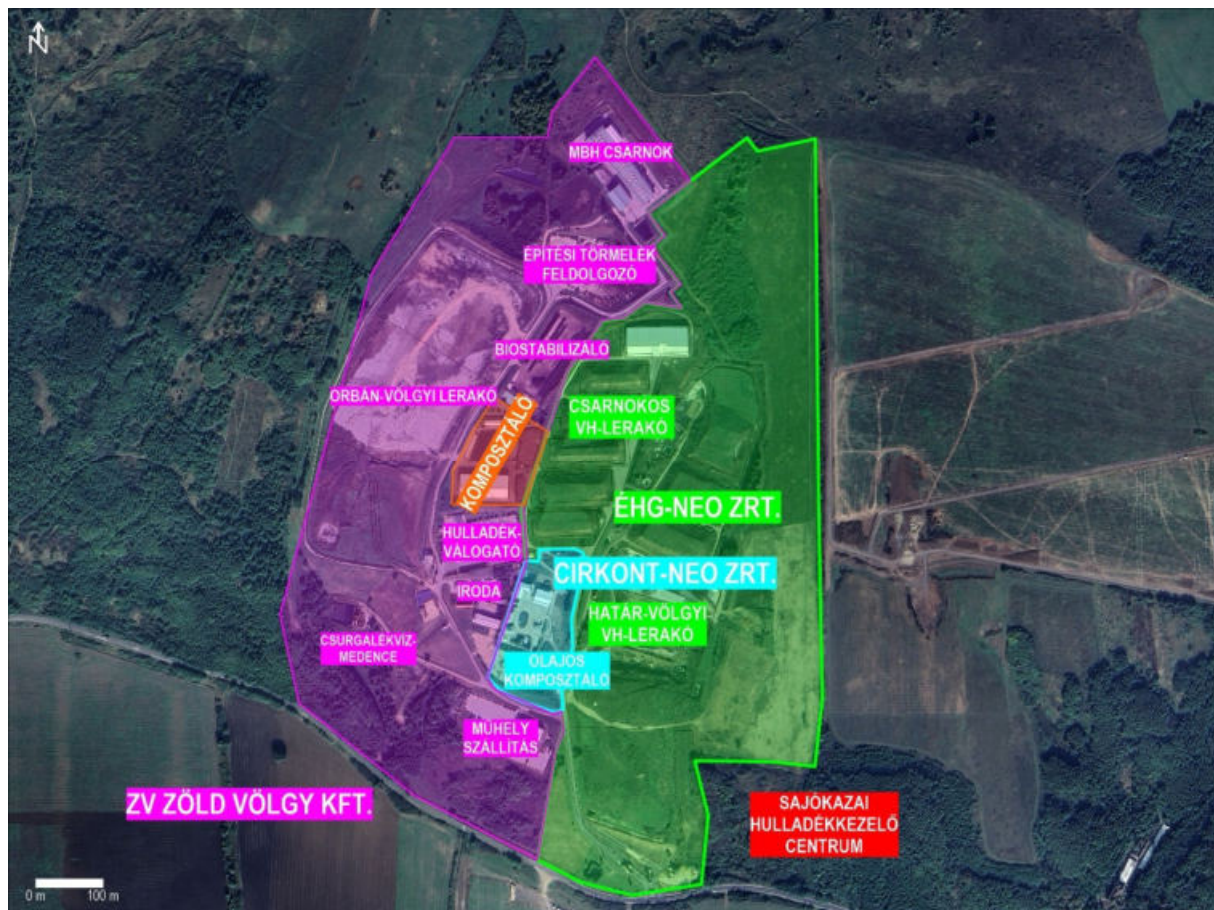 N
MBH CSARNOK
ÉPÍTÉSI TÖRMELÉK
FELDOLGOZÓ
BIOSTABILIZÁLÓ
ORBÁN-VÖLGYI LERAKÓ
KOMPOSZTÁLÓ
CSARNOKOS
VH-LERAKÓ
ÉHG-NEO ZRT.
HULLADÉK-
VÁLOGATÓ
CIRKONT-NEO ZRT.
IRODA
HATÁR-VÖLGYI
VH-LERAKÓ
CSURGALÉKVÍZ-
MEDENCE
OLAJOS
KOMPOSZTÁLÓ
MŰHELY
SZÁLLÍTÁS
ZV ZÖLD VÖLGY KFT.
SAJÓKAZAI
HULLADÉKKEZELŐ
CENTRUM
0 m 100 m